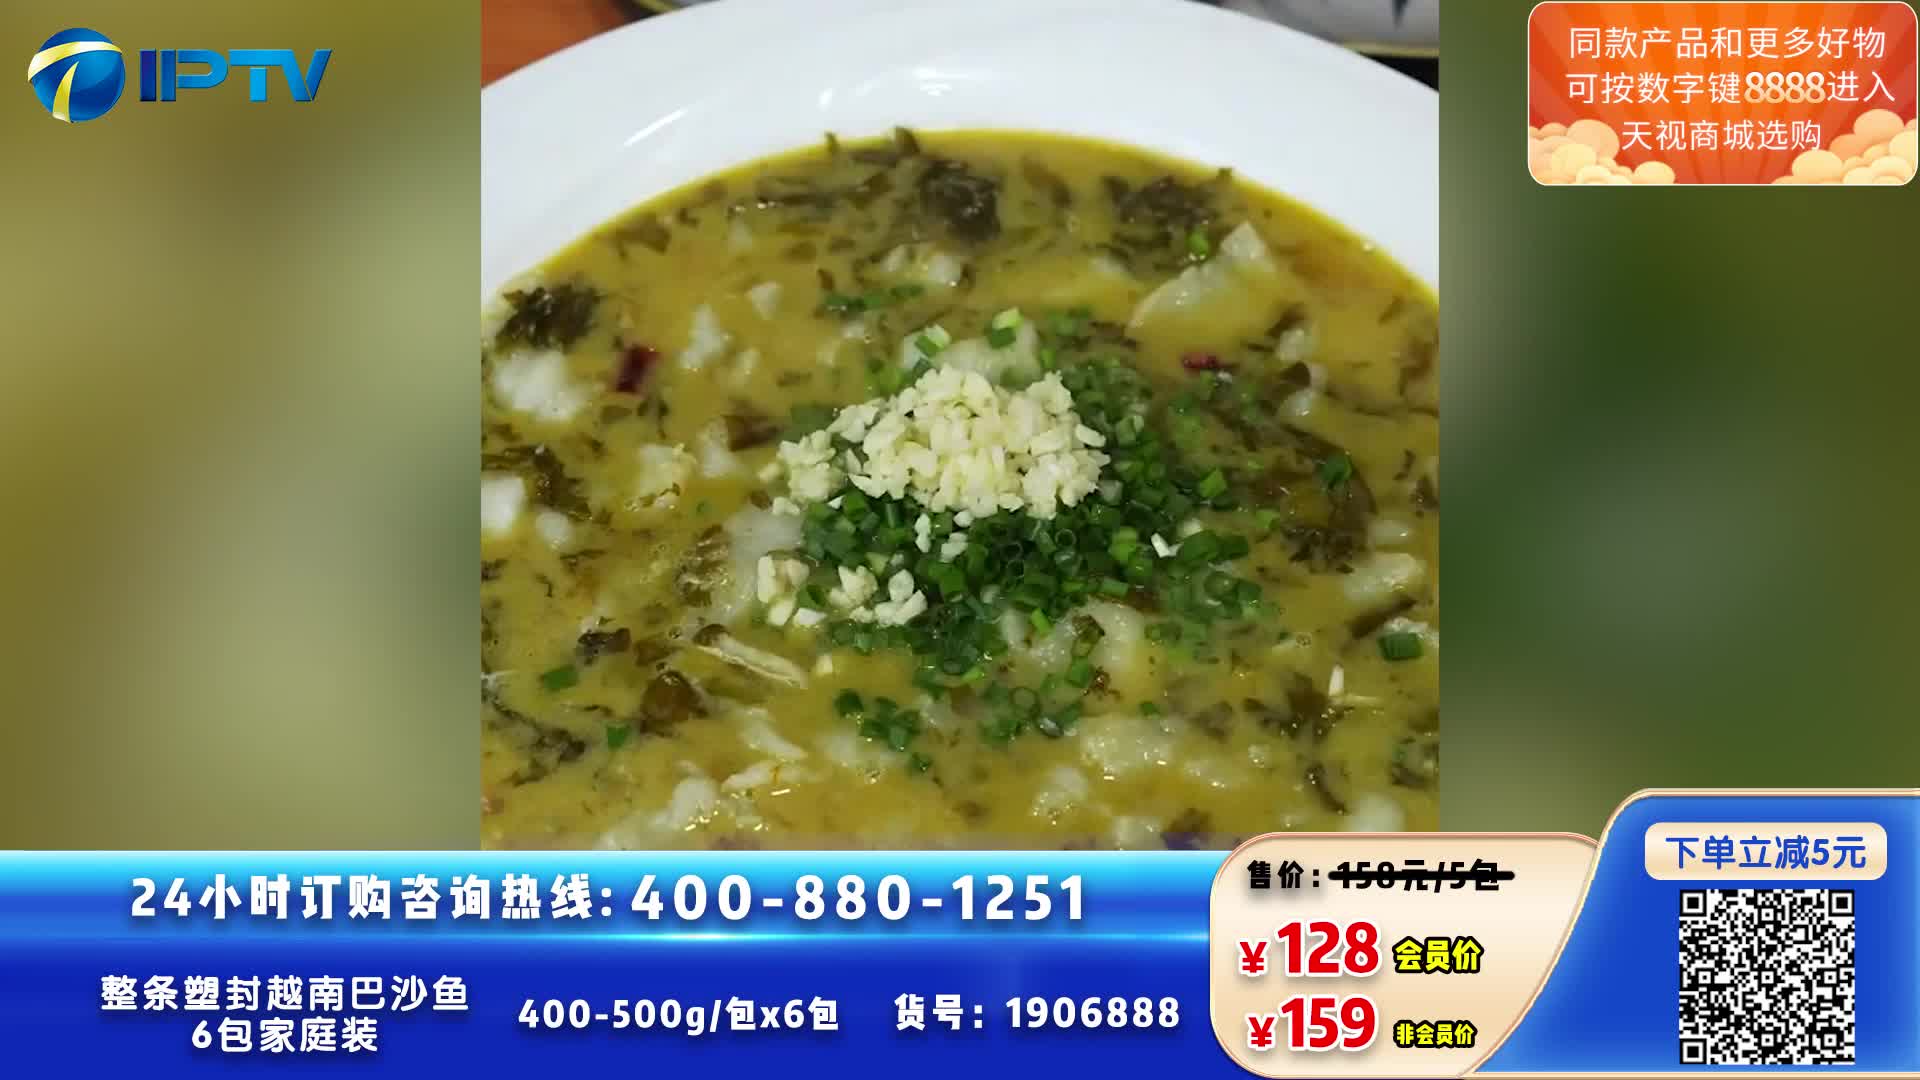 IPTV
同款产品和更多好物
可按数字键8888进入
天视商城选购
24小时订购咨询热线:400-880-1251
整条塑封越南巴沙鱼
6包家庭装
400-500g/包x6包
货号：1906888
售价：158元/5包
¥128 会员价
¥159 非会员价
下单立减5元